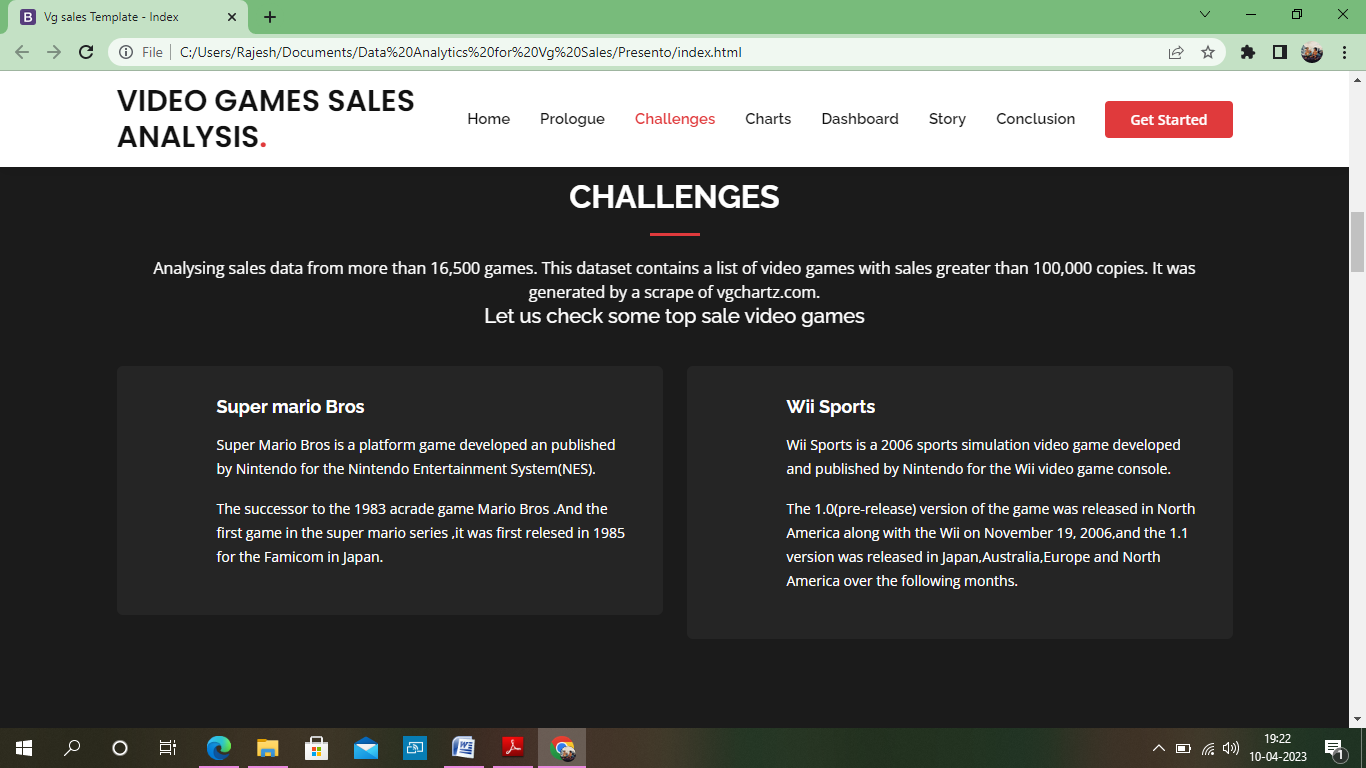 Vg sales Template - Index
File
C:/Users/Rajesh/Documents/Data%20Analytics%20for%20Vg%20Sales/Presento/index.html
VIDEO GAMES SALES
ANALYSIS.
Home
Prologue
Challenges
Charts
Dashboard
Story
Conclusion
Get Started
CHALLENGES
Analysing sales data from more than 16,500 games. This dataset contains a list of video games with sales greater than 100,000 copies. It was
generated by a scrape of vgchartz.com.
Let us check some top sale video games
Super mario Bros
Super Mario Bros is a platform game developed an published
by Nintendo for the Nintendo Entertainment System(NES).
The successor to the 1983 acrade game Mario Bros .And the
first game in the super mario series ,it was first relesed in 1985
for the Famicom in Japan.
Wii Sports
Wii Sports is a 2006 sports simulation video game developed
and published by Nintendo for the Wii video game console.
The 1.0(pre-release) version of the game was released in North
America along with the Wii on November 19, 2006,and the 1.1
version was released in Japan,Australia,Europe and North
America over the following months.
19:22
10-04-2023
1